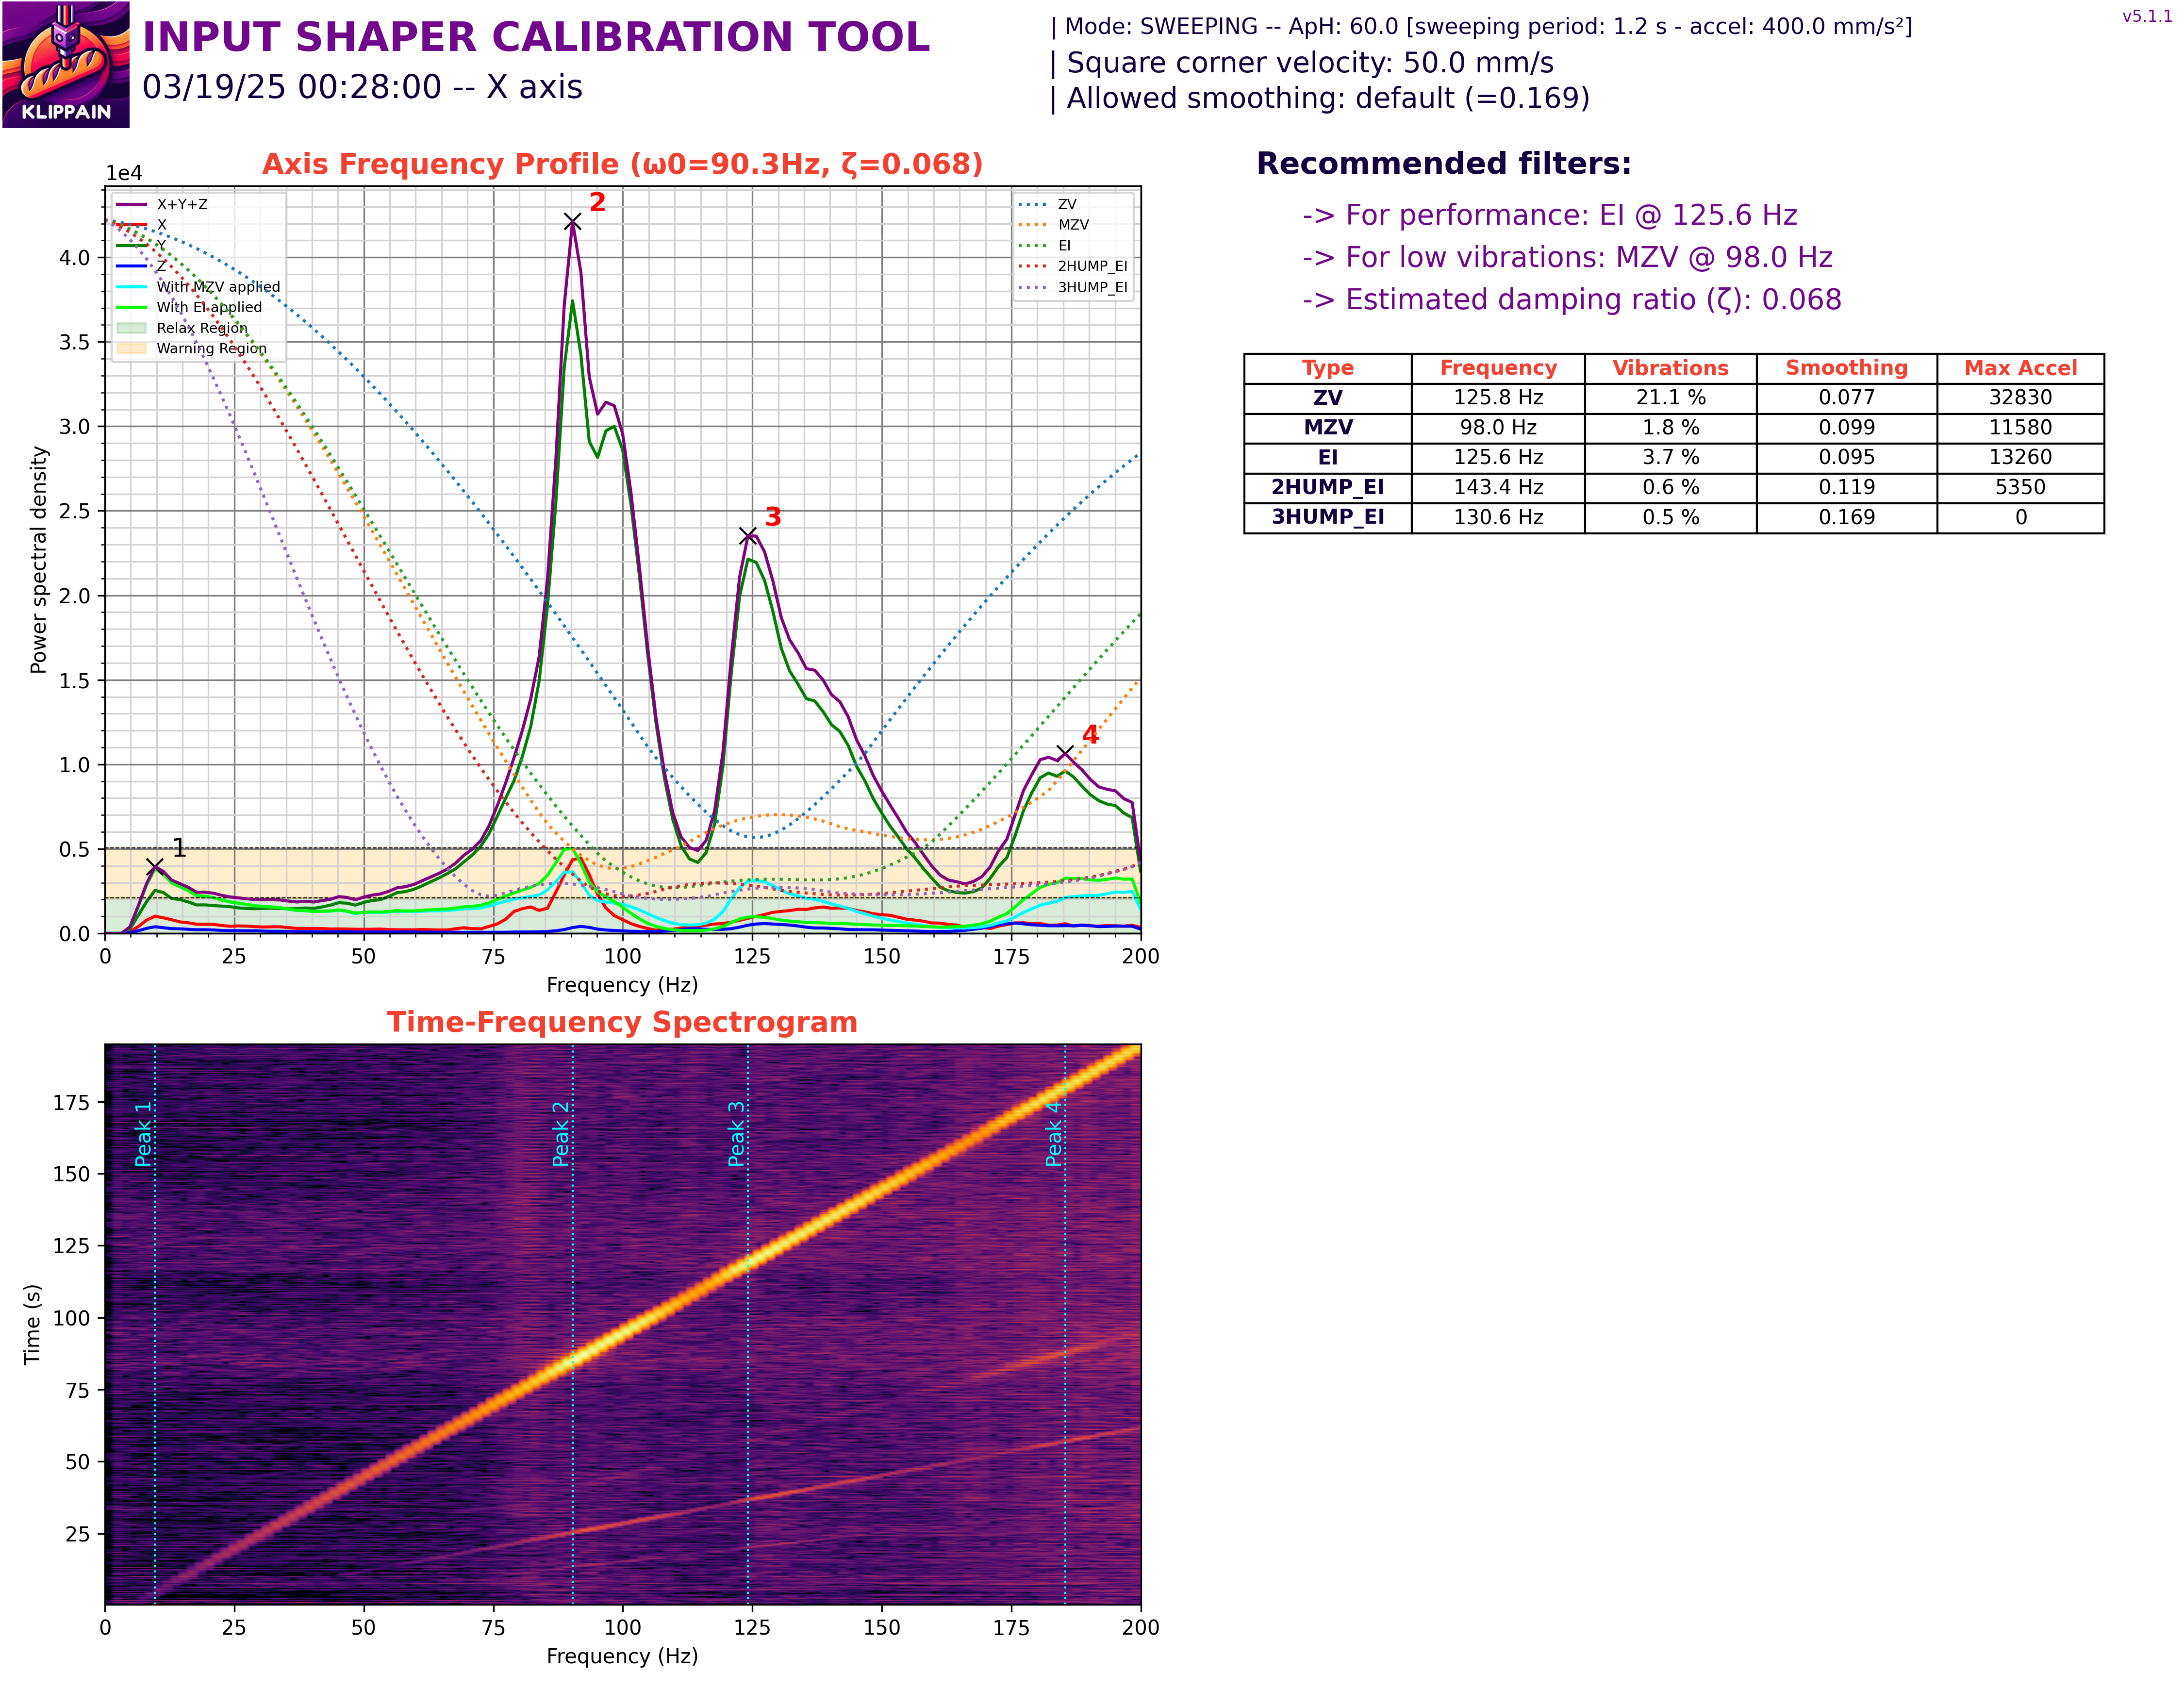 KLIPPAIN
INPUT SHAPER CALIBRATION TOOL
03/19/25 00:28:00 -- X axis
| Mode: SWEEPING -- ApH: 60.0 [sweeping period: 1.2 s - accel: 400.0 mm/s²]
| Square corner velocity: 50.0 mm/s
| Allowed smoothing: default (=0.169)
v5.1.1
Axis Frequency Profile (ω0=90.3Hz, ζ=0.068)
1e4
X+Y+Z
X
Y
Z
With MZV applied
With EI applied
Relax Region
Warning Region
ZV
MZV
EI
2HUMP_EI
3HUMP_EI
1
2
3
4
4.0
3.5
3.0
2.5
2.0
1.5
1.0
0.5
0.0
Power spectral density
0 25 50 75 100 125 150 175 200
Frequency (Hz)
Recommended filters:
-> For performance: EI @ 125.6 Hz
-> For low vibrations: MZV @ 98.0 Hz
-> Estimated damping ratio (ζ): 0.068
Type Frequency Vibrations Smoothing Max Accel
ZV 125.8 Hz 21.1 % 0.077 32830
MZV 98.0 Hz 1.8 % 0.099 11580
EI 125.6 Hz 3.7 % 0.095 13260
2HUMP_EI 143.4 Hz 0.6 % 0.119 5350
3HUMP_EI 130.6 Hz 0.5 % 0.169 0
Time-Frequency Spectrogram
Peak 1
Peak 2
Peak 3
Peak 4
175
150
125
100
75
50
25
Time (s)
0 25 50 75 100 125 150 175 200
Frequency (Hz)